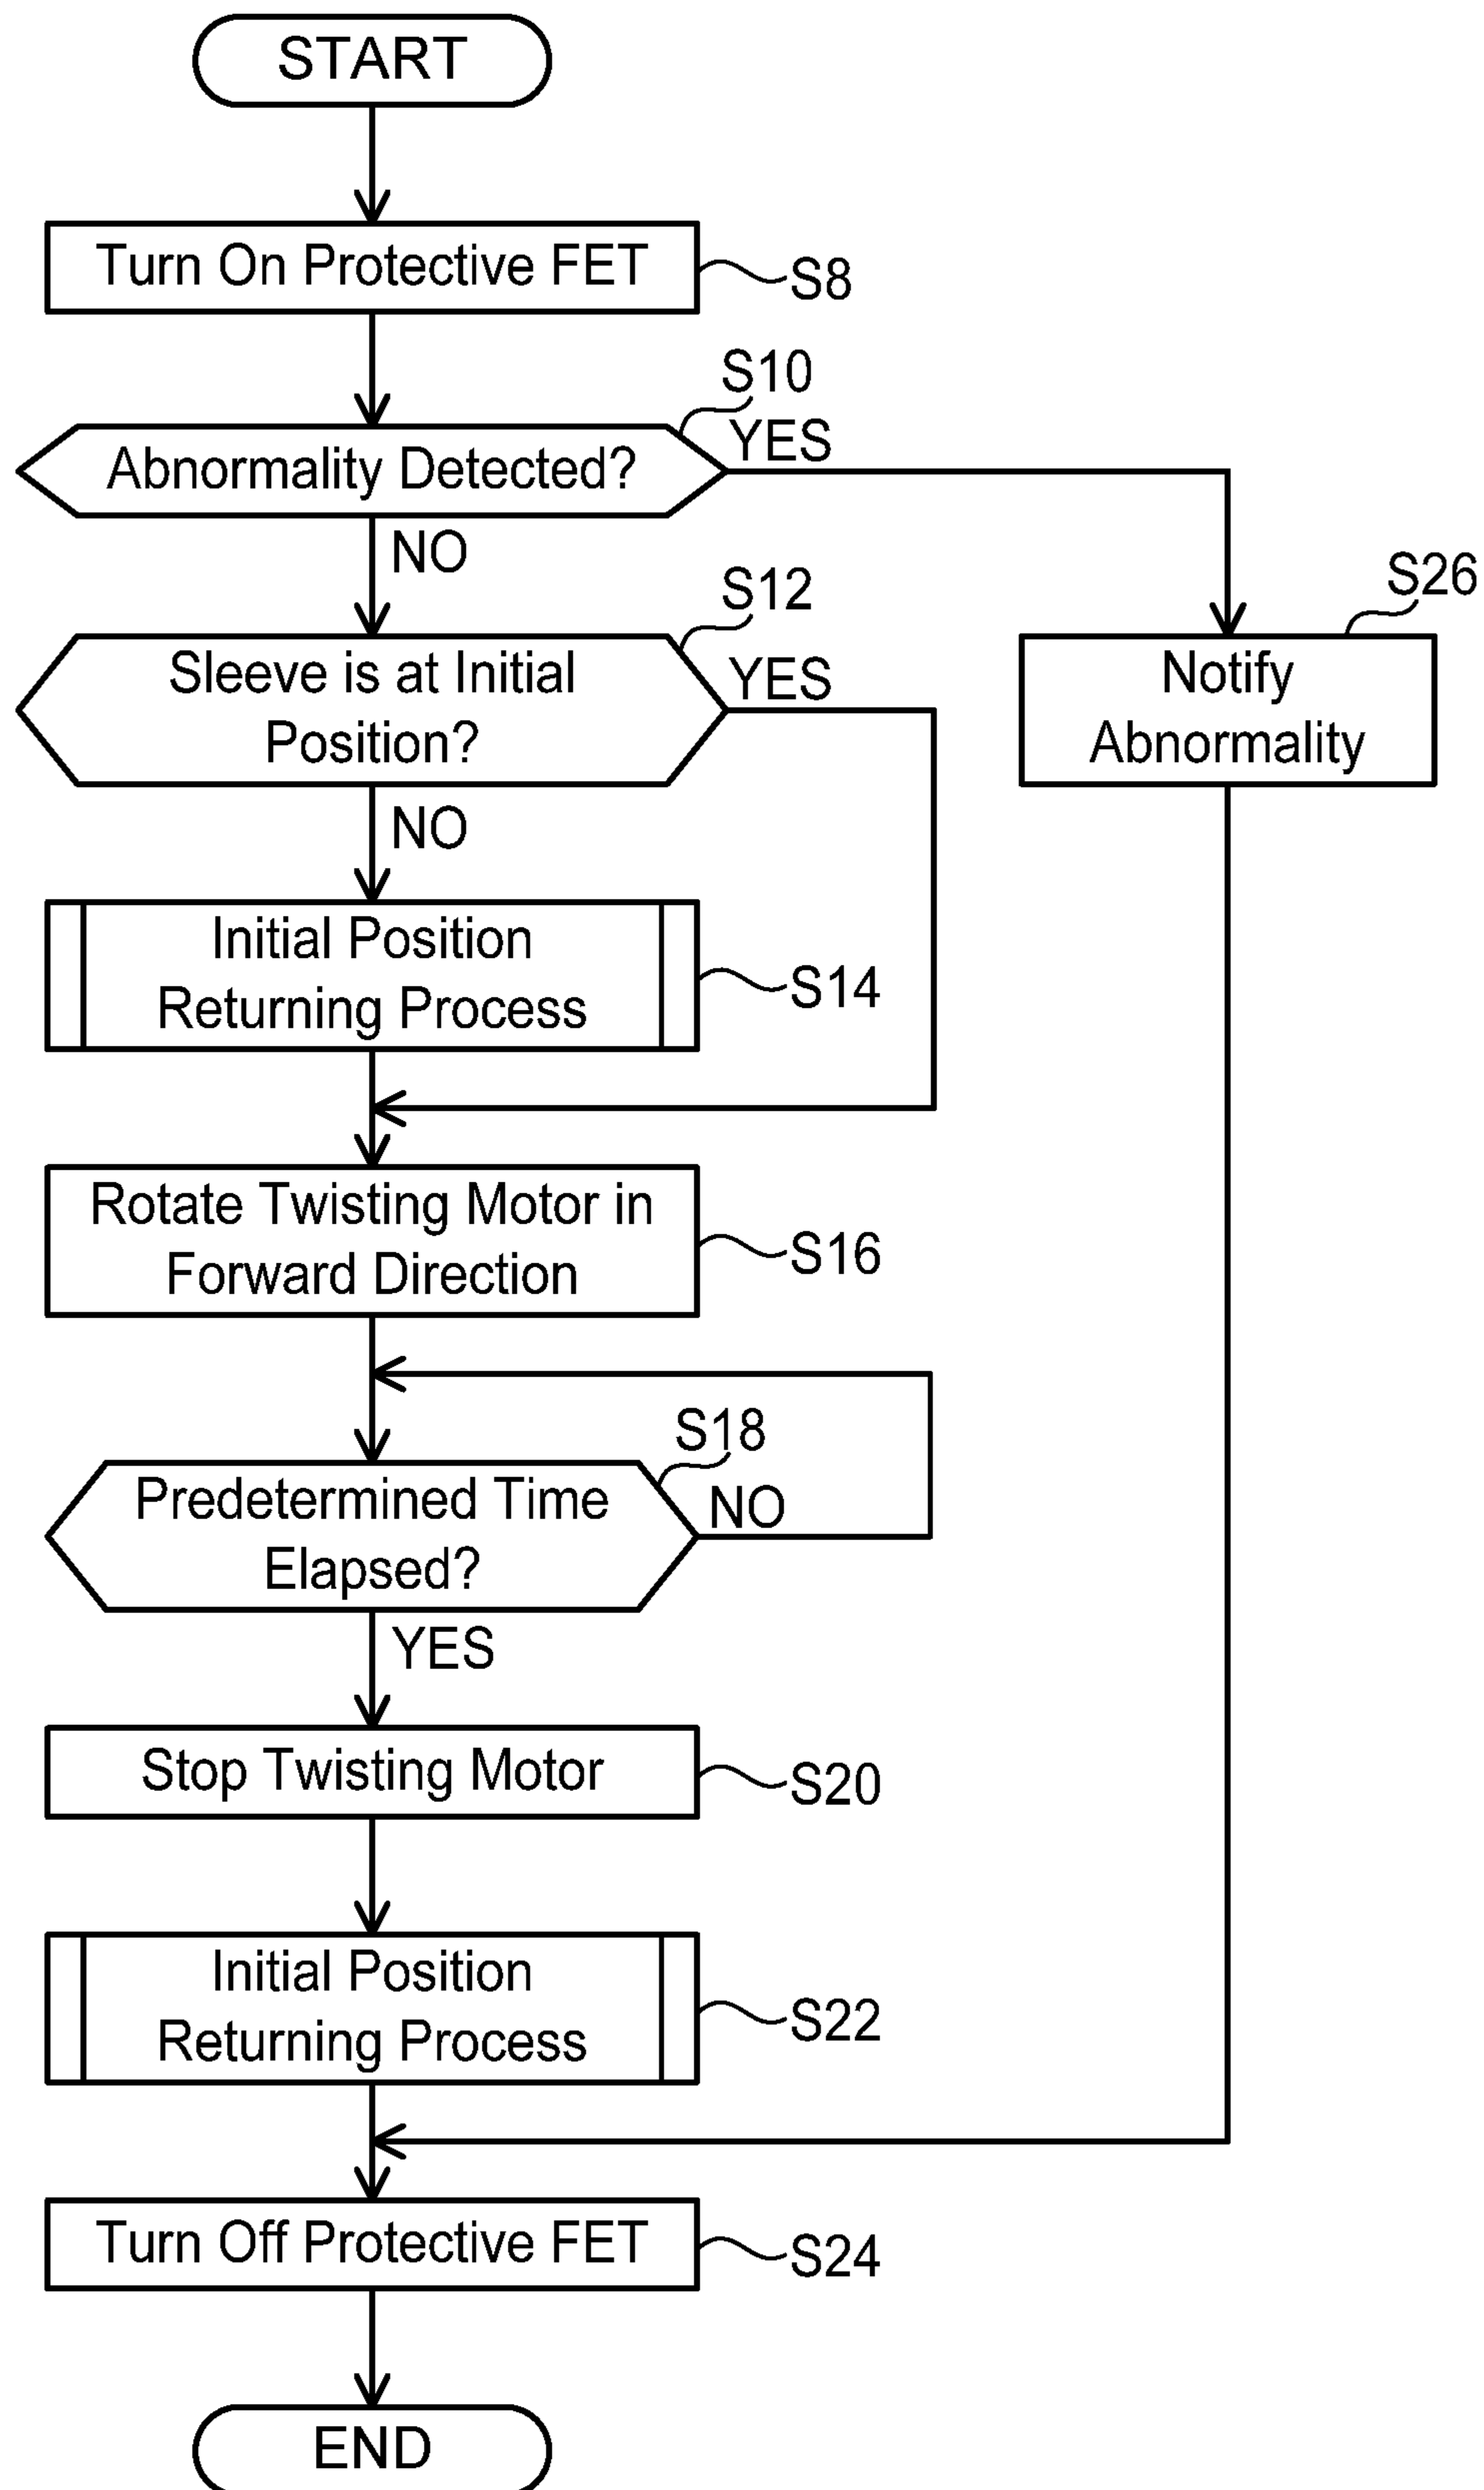 START
Turn On Protective FET
S8
S10
Abnormality Detected?
YES
NO
S12
S26
Sleeve is at Initial
Position?
YES
Notify
Abnormality
NO
Initial Position
Returning Process
S14
Rotate Twisting Motor in
Forward Direction
S16
S18
Predetermined Time
Elapsed?
NO
YES
Stop Twisting Motor
S20
Initial Position
Returning Process
S22
Turn Off Protective FET
S24
END